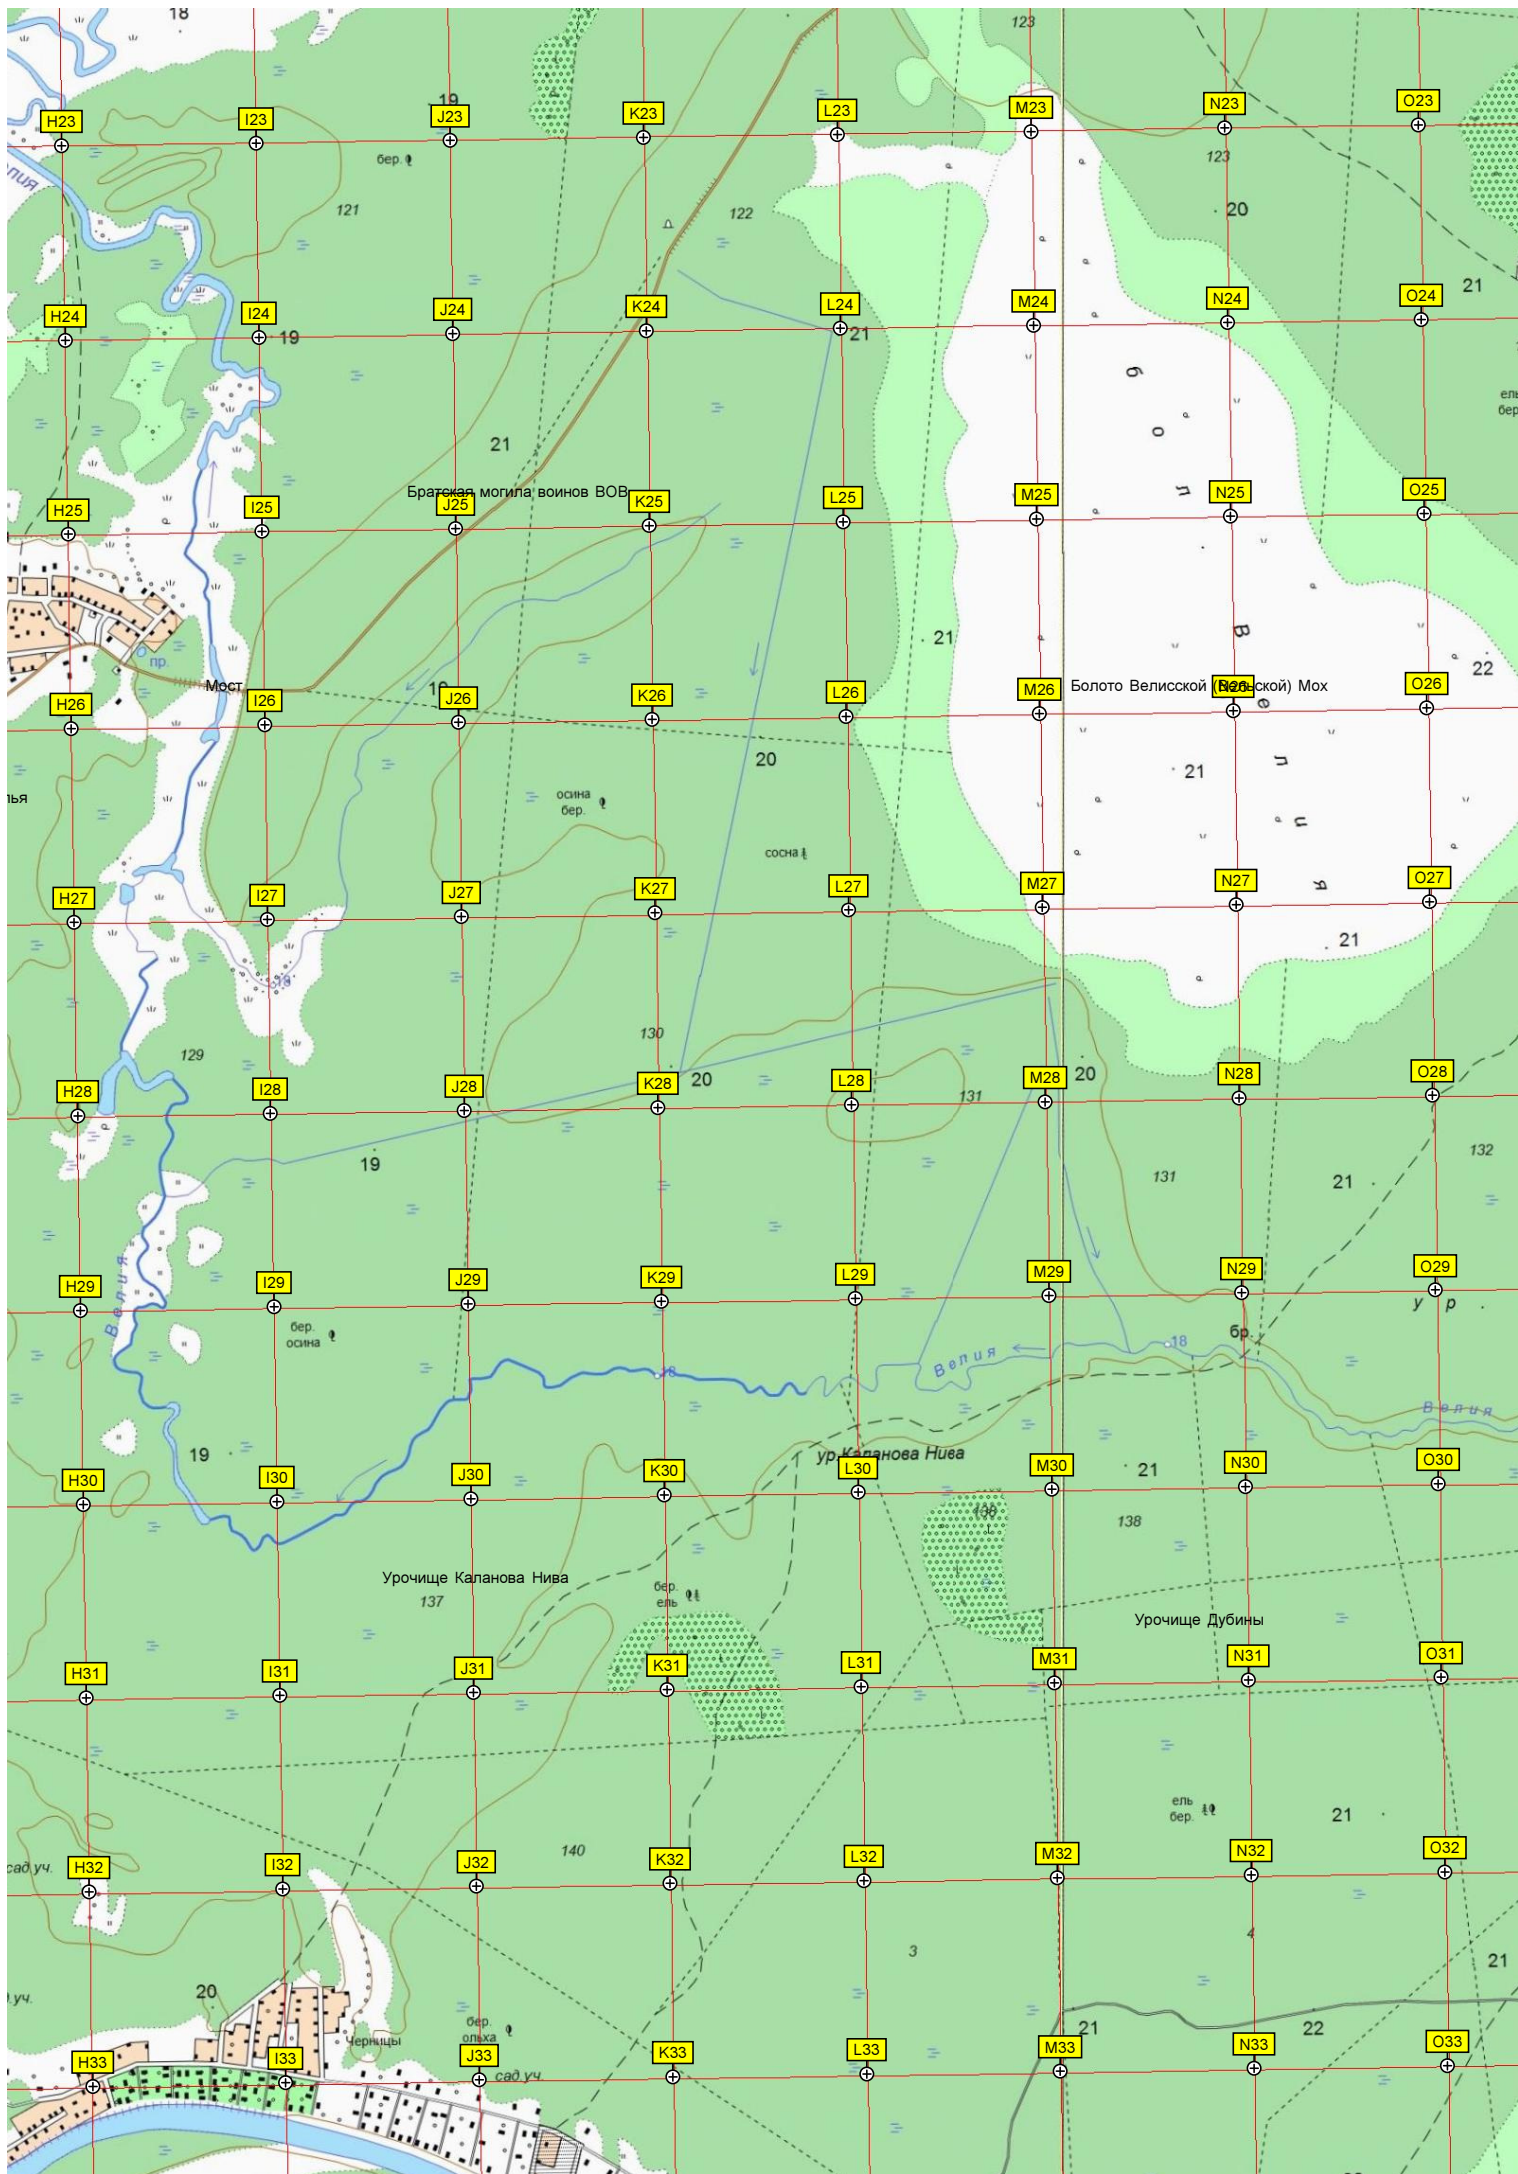 18
123
19
H23
I23
J23
K23
L23
M23
N23
O23
бер.
123
121
122
20
21
H24
I24
J24
K24
L24
M24
N24
O24
19
21
б о л
21
Братская могила воинов ВОВ
H25
I25
J25
K25
L25
M25
N25
O25
21
В е л и я
22
пр.
Мост
Болото Велисской (Вельской) Мох
H26
I26
J26
K26
L26
M26
N26
O26
20
21
лья
осина
бер.
сосна
H27
I27
J27
K27
L27
M27
N27
O27
21
18
130
129
20
20
H28
I28
J28
K28
L28
M28
N28
O28
131
19
131
21
132
Велия
H29
I29
J29
K29
L29
M29
N29
O29
у р .
бер.
осина
бр.
18
Велия
18
Велия
19
ур.Каланова Нива
21
H30
I30
J30
K30
L30
M30
N30
O30
138
138
Урочище Каланова Нива
бер.
ель
137
Урочище Дубины
H31
I31
J31
K31
L31
M31
N31
O31
ель
бер.
21
140
сад.уч.
H32
I32
J32
K32
L32
M32
N32
O32
3
4
21
20
21
22
бер.
ольха
Черницы
H33
I33
J33
K33
L33
M33
N33
O33
сад.уч.